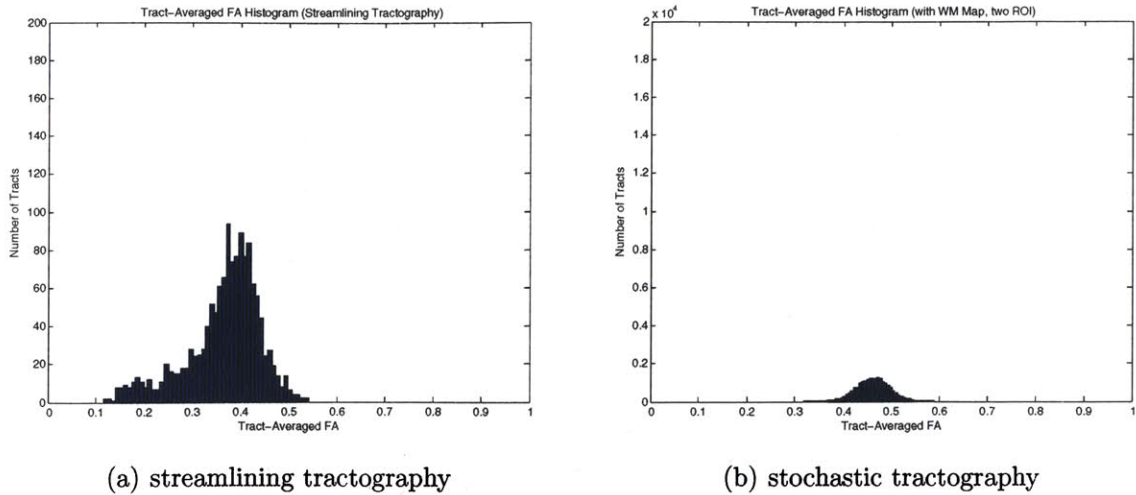 Tract-Averaged FA Histogram (Streamlining Tractography)
200
180
160
140
120
100
80
60
40
20
0
Number of Tracts
0 0.1 0.2 0.3 0.4 0.5 0.6 0.7 0.8 0.9 1
Tract-Averaged FA
(a) streamlining tractography
Tract-Averaged FA Histogram (with WM Map, two ROI)
x 10^4
2
1.8
1.6
1.4
1.2
1
0.8
0.6
0.4
0.2
0
Number of Tracts
0 0.1 0.2 0.3 0.4 0.5 0.6 0.7 0.8 0.9 1
Tract-Averaged FA
(b) stochastic tractography